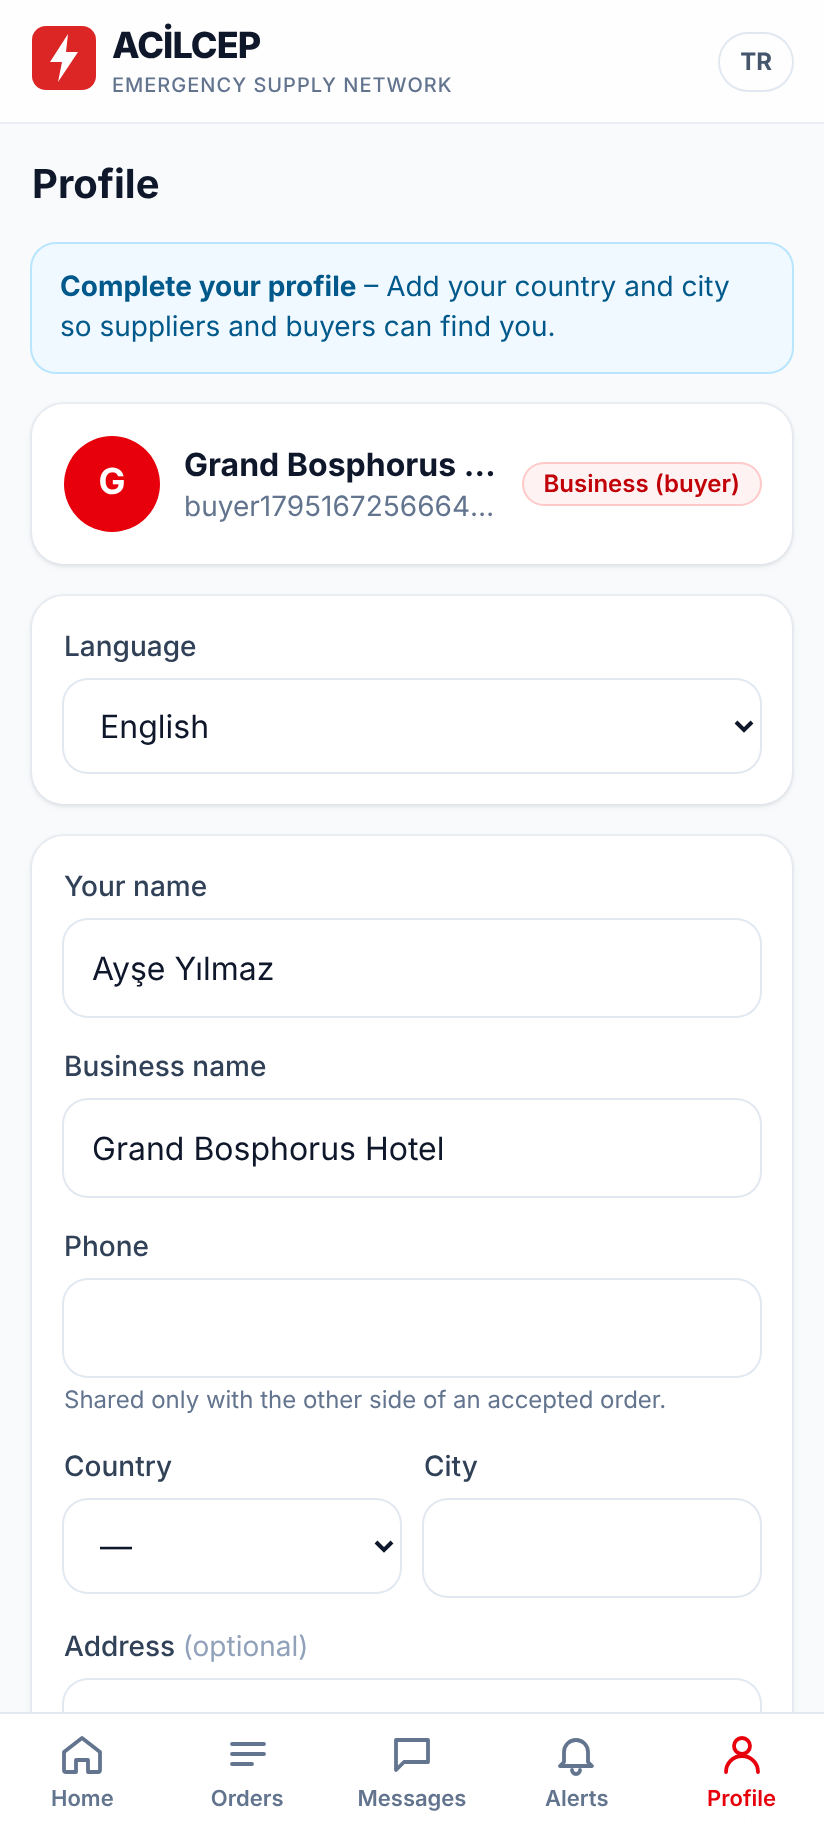 ACİLCEP
EMERGENCY SUPPLY NETWORK
TR
Profile
Complete your profile – Add your country and city
so suppliers and buyers can find you.
G
Grand Bosphorus ...
buyer1795167256664...
Business (buyer)
Language
English
Your name
Ayşe Yılmaz
Business name
Grand Bosphorus Hotel
Phone
Shared only with the other side of an accepted order.
Country
City
—
Address (optional)
Home
Orders
Messages
Alerts
Profile